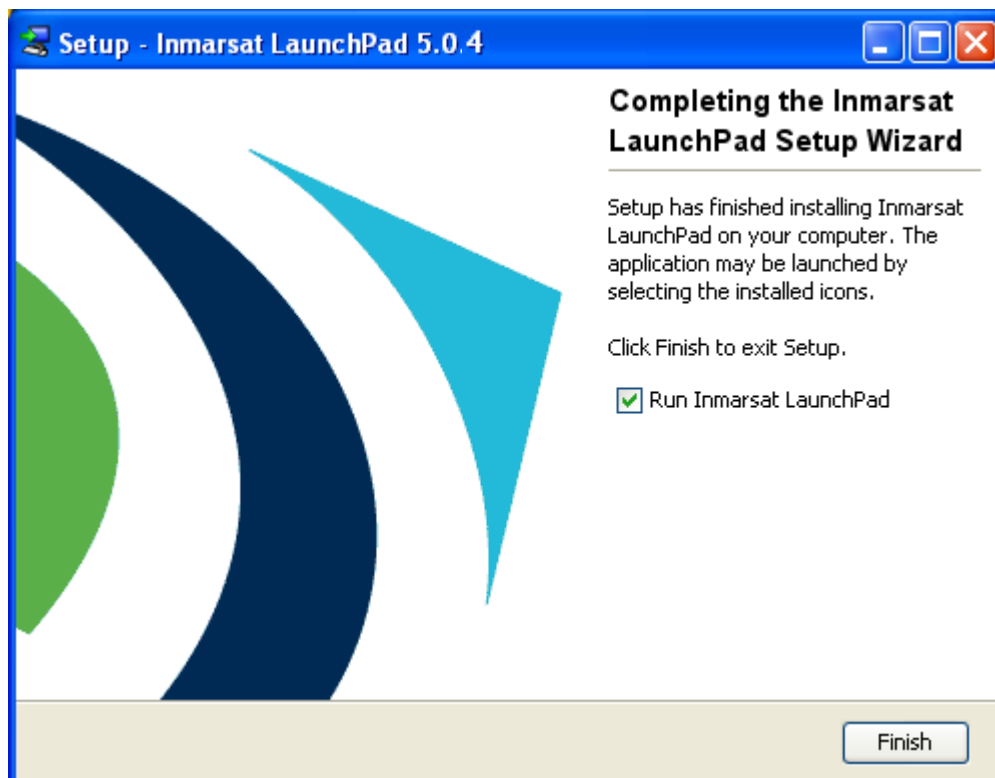 Setup - Inmarsat LaunchPad 5.0.4
Completing the Inmarsat
LaunchPad Setup Wizard
Setup has finished installing Inmarsat
LaunchPad on your computer. The
application may be launched by
selecting the installed icons.
Click Finish to exit Setup.
Run Inmarsat LaunchPad
Finish